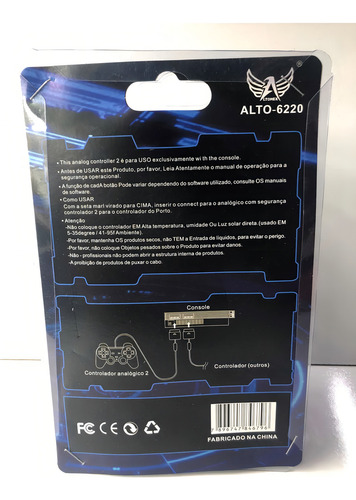 ALTOMEX
ALTO-6220
• This analog controller 2 é para USO exclusivamente wi th the console.
• Antes de USAR este Produto, por favor, Leia Atentamente o manual de operação para a
segurança operacional.
• A função de cadA botão Pode variar dependendo do software utilizado, consulte OS manuais
de software.
• Como USAR
Com a seta marl virado para CIMA, inserir o connect para o analógico com segurança
controlador 2 para o controlador do Porto.
• Atenção
-Não coloque o controlador EM Alta temperatura, umidade Ou Luz solar direta.(usado EM
5-35degree / 41-95f Ambiente).
-Por favor, mantenha OS produtos secos, não TEM a Entrada de líquidos, para evitar o perigo.
-Por favor, não coloque Objetos pesados sobre o Produto para evitar danos.
-Não - profissionais não podem abrir a estrutura interna de produtos.
-A proibição de produtos de puxar o cabo.
Console
Controlador analógico 2
Controlador (outros)
FC CE
7 896747 846796
FABRICADO NA CHINA